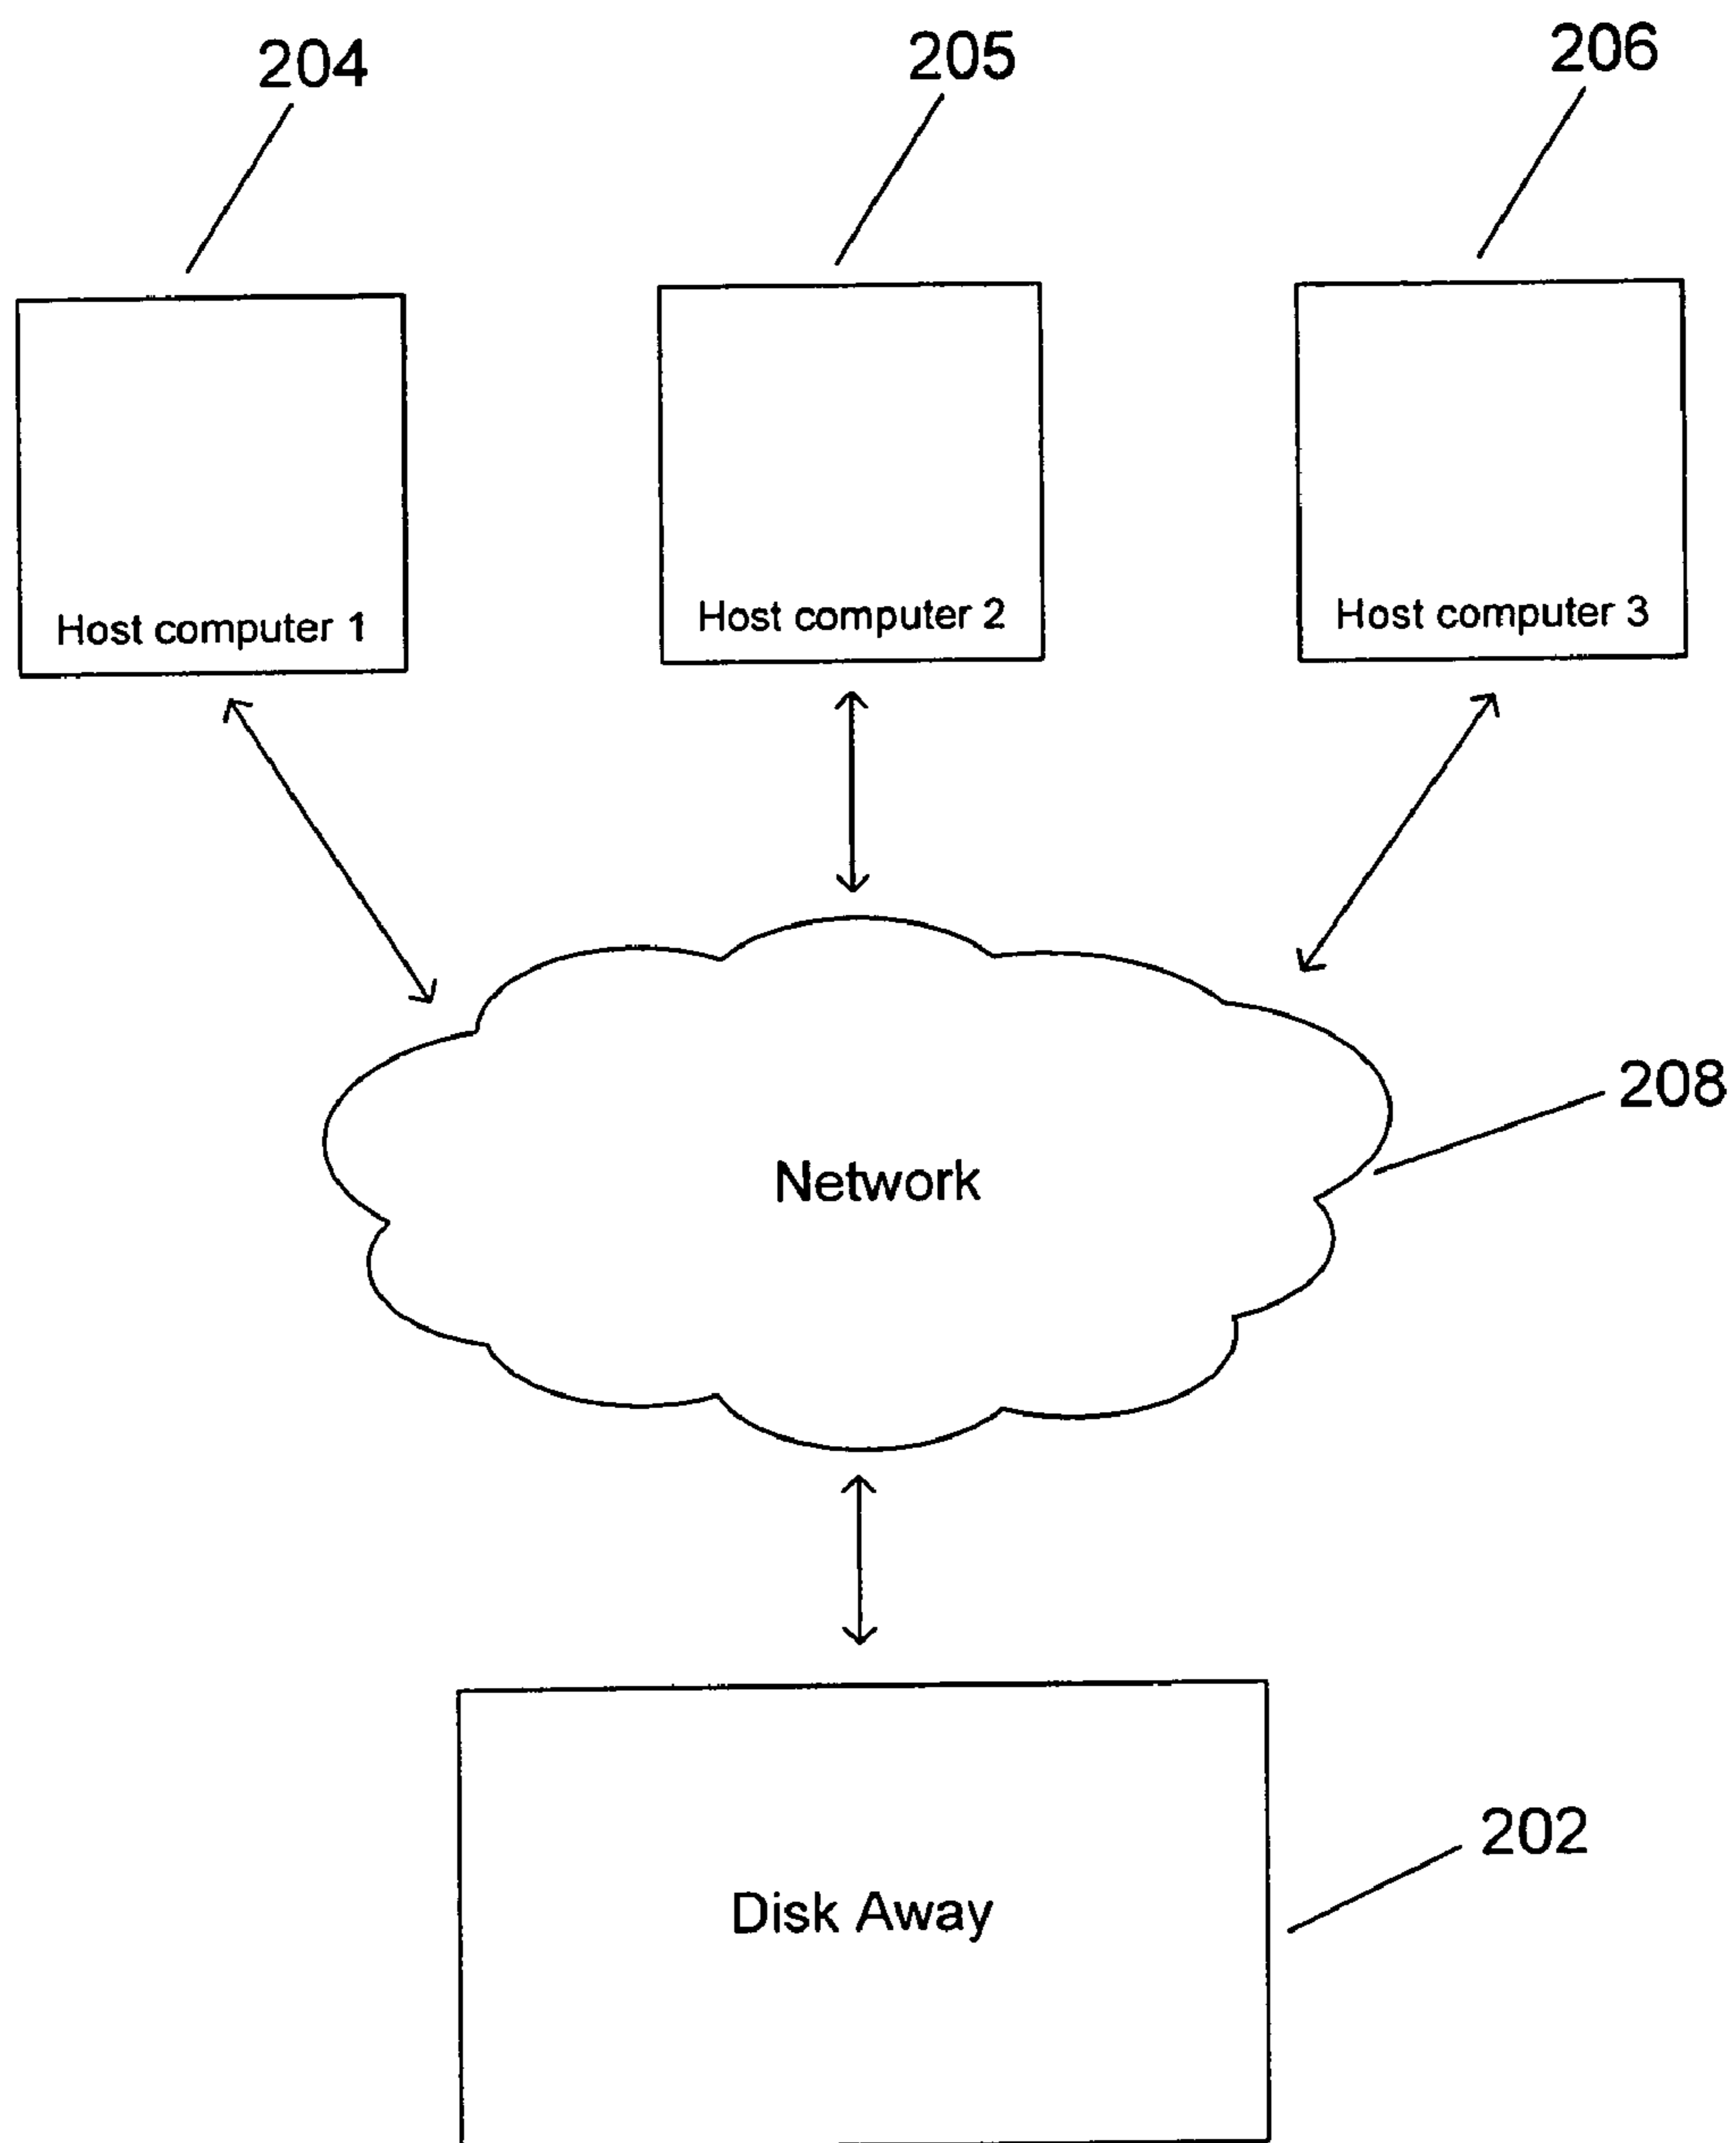 204
205
206
Host computer 1
Host computer 2
Host computer 3
208
Network
202
Disk Away